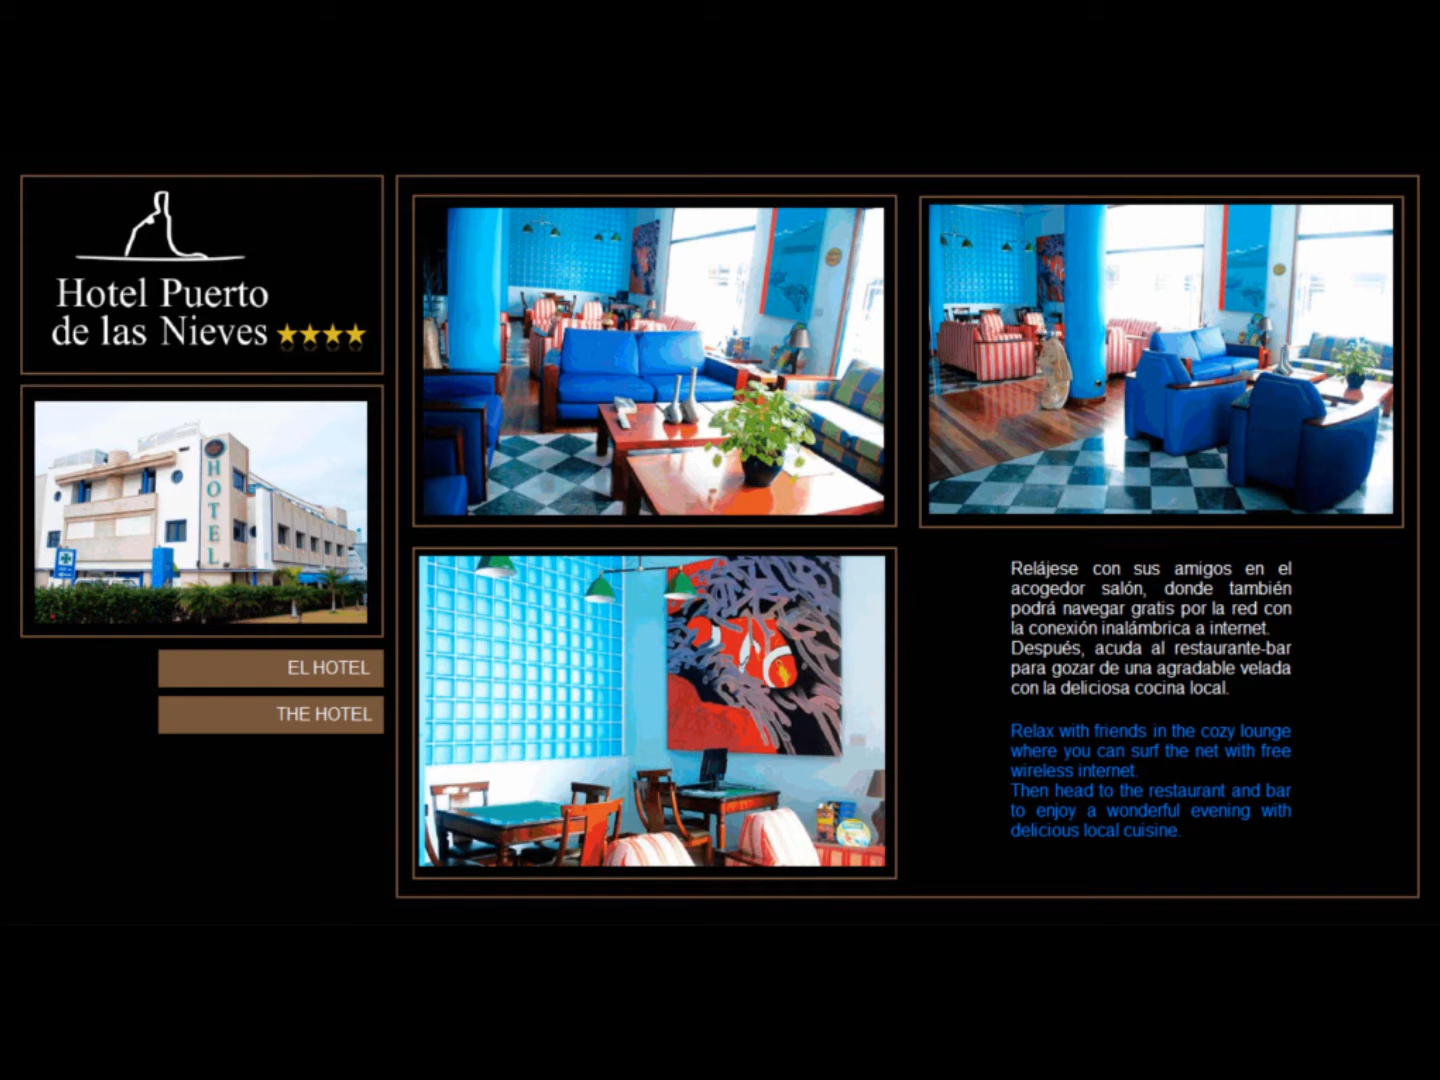 Hotel Puerto
de las Nieves
HOTEL
EL HOTEL
THE HOTEL
Relájese con sus amigos en el
acogedor salón, donde también
podrá navegar gratis por la red con
la conexión inalámbrica a internet.
Después, acuda al restaurante-bar
para gozar de una agradable velada
con la deliciosa cocina local.
Relax with friends in the cozy lounge
where you can surf the net with free
wireless internet.
Then head to the restaurant and bar
to enjoy a wonderful evening with
delicious local cuisine.